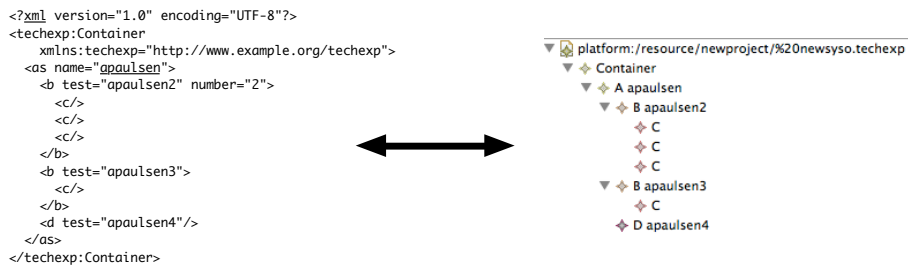 <?xml version="1.0" encoding="UTF-8"?>
<techexp:Container
xmlns:techexp="http://www.example.org/techexp">
<as name="apaulsen">
<b test="apaulsen2" number="2">
<c/>
<c/>
<c/>
</b>
<b test="apaulsen3">
<c/>
</b>
<d test="apaulsen4"/>
</as>
</techexp:Container>
platform:/resource/newproject/%20newsyso.techexp
Container
A apaulsen
B apaulsen2
C
C
C
B apaulsen3
C
D apaulsen4